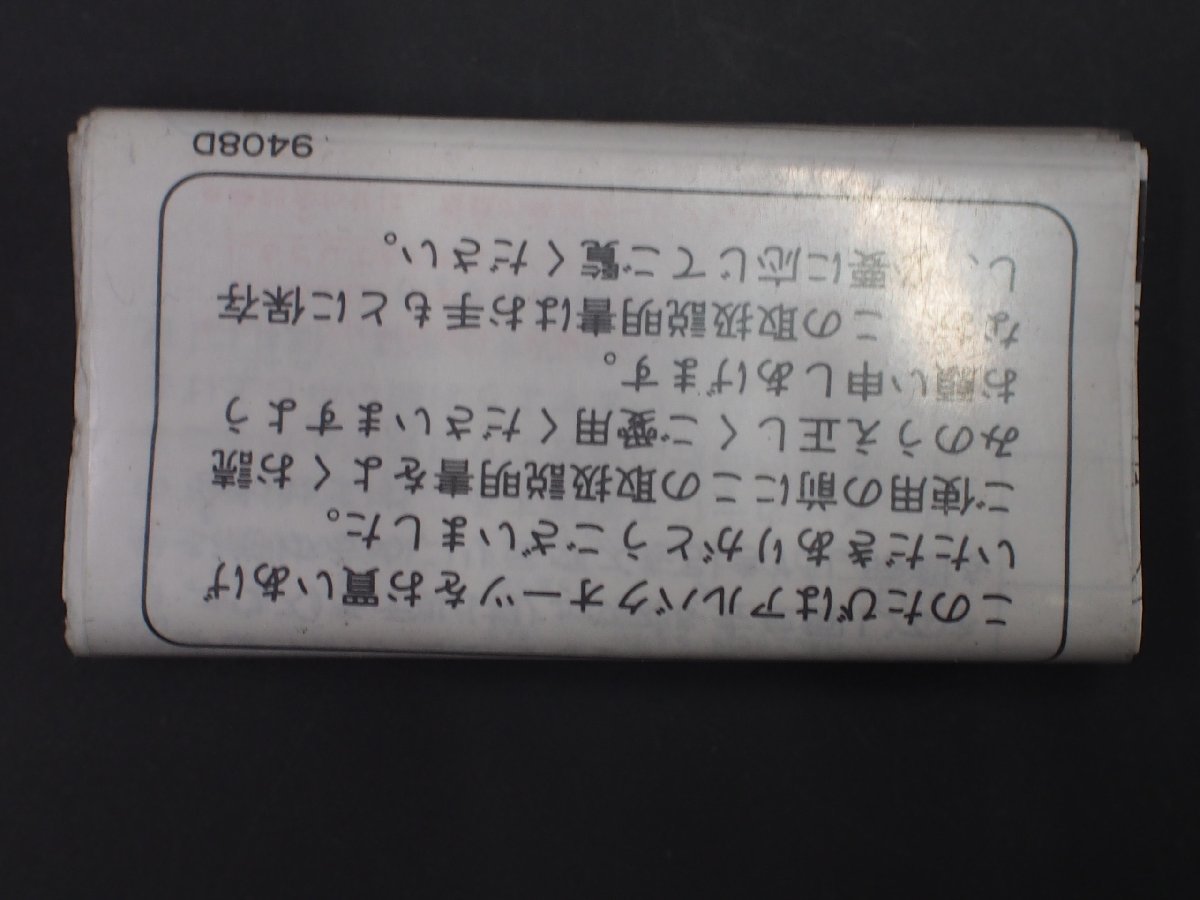 このたびはアルバクオーツをお買いあげ
いただきありがとうございました。
ご使用の前にこの取扱説明書をよくお読
みのうえ正しくご愛用くださいますよう
お願い申しあげます。
なお、この取扱説明書はお手もとに保存
し、必要に応じてご覧ください。
9408D